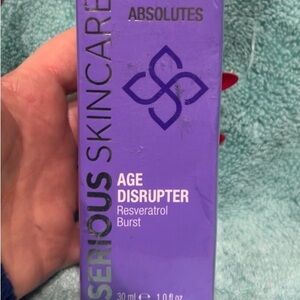 ABSOLUTES
SERIOUS SKINCARE
AGE
DISRUPTER
Resveratrol
Burst
30 ml ℮ 1.0 fl oz